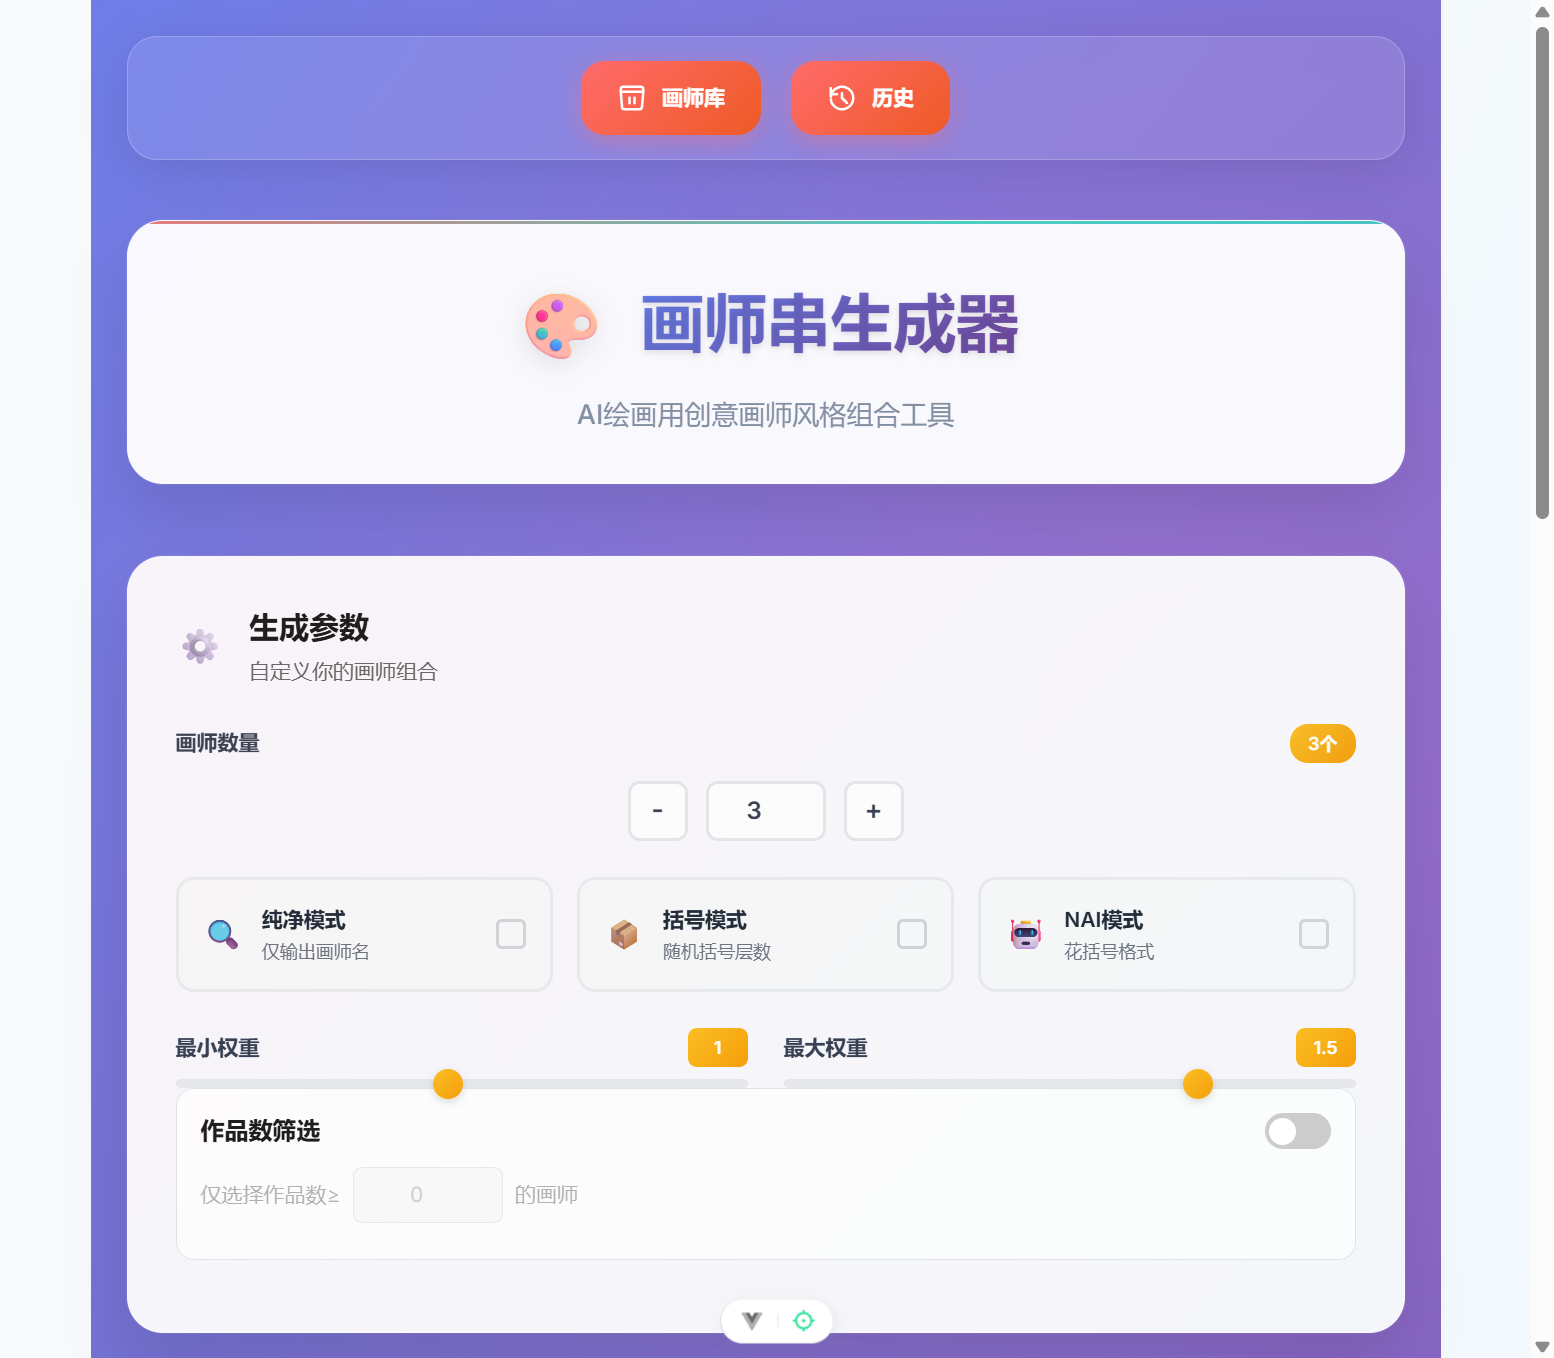 画师库
历史
画师串生成器
AI绘画用创意画师风格组合工具
生成参数
自定义你的画师组合
画师数量
3个
-
3
+
纯净模式
仅输出画师名
括号模式
随机括号层数
NAI模式
花括号格式
最小权重
1
最大权重
1.5
作品数筛选
仅选择作品数≥ 0 的画师